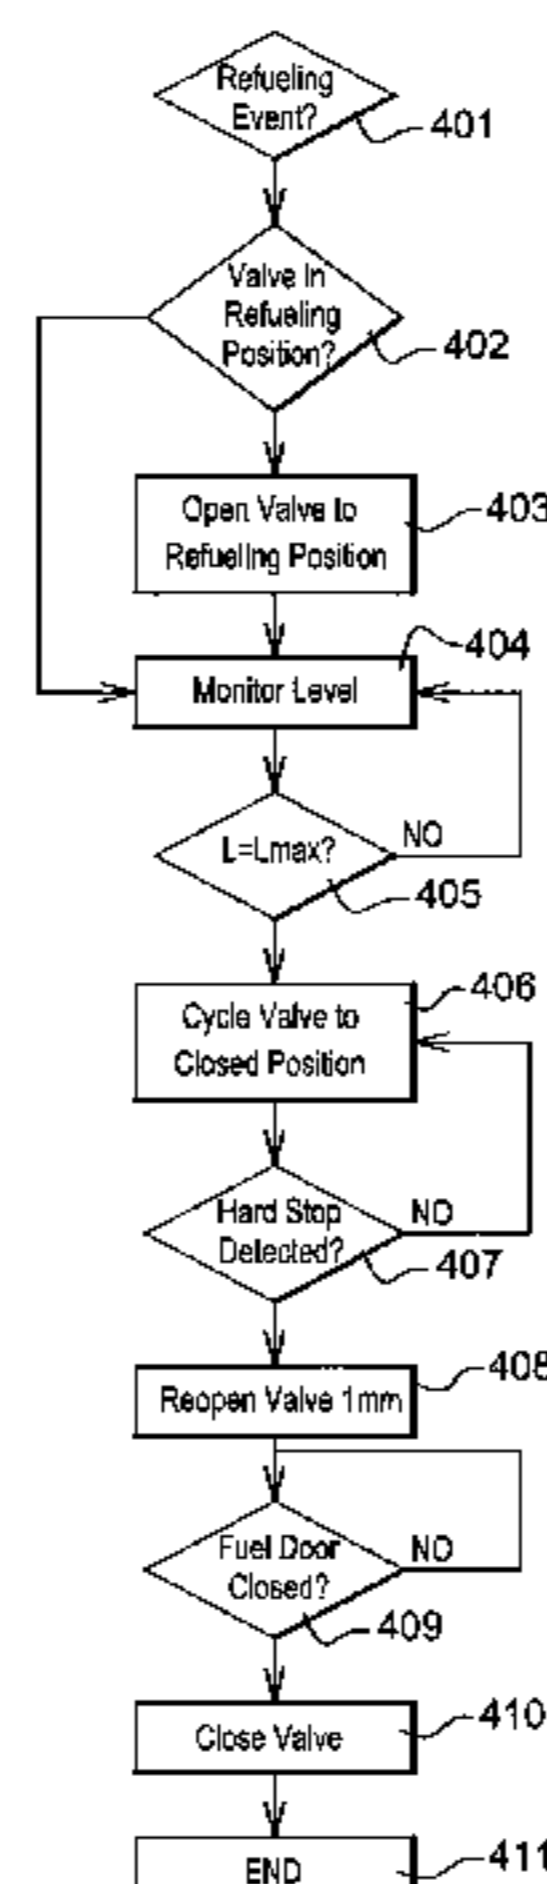 Refueling
Event?
401
Valve In
Refueling
Position?
402
Open Valve to
Refueling Position
403
404
Monitor Level
L=Lmax?
NO
405
Cycle Valve to
Closed Position
406
Hard Stop
Detected?
NO
407
408
Reopen Valve 1mm
Fuel Door
Closed?
NO
409
Close Valve
410
END
411